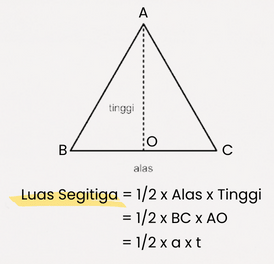 A
tinggi
B
O
C
alas
Luas Segitiga = 1/2 x Alas x Tinggi
= 1/2 x BC x AO
= 1/2 x a x t